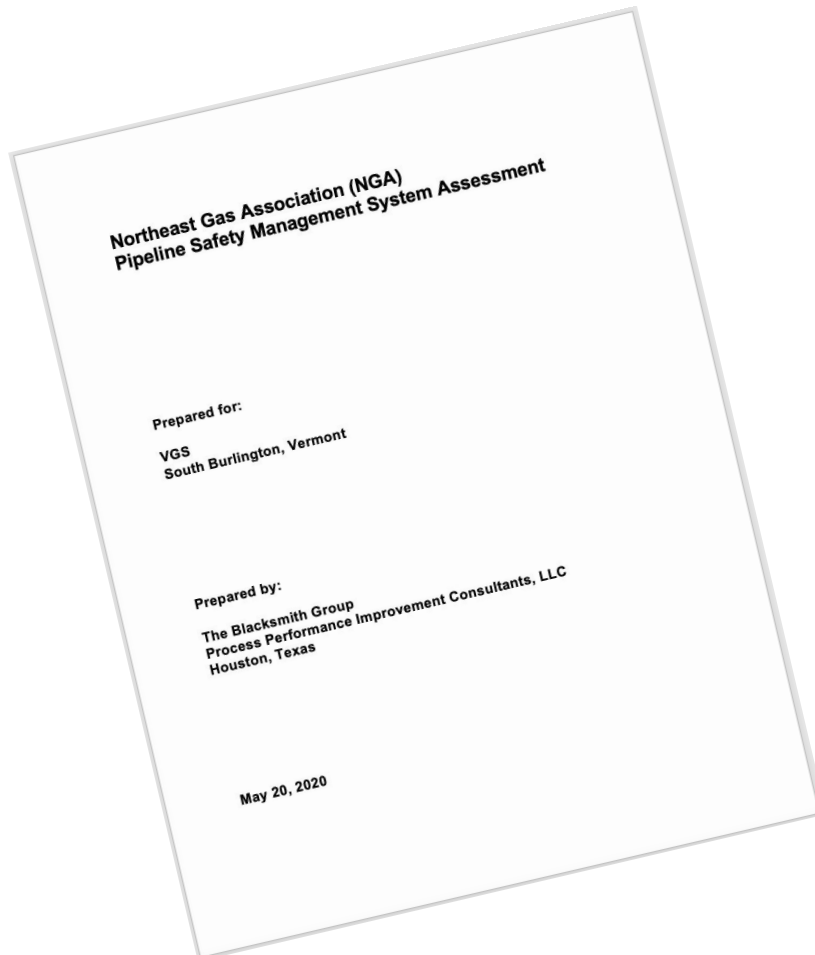 Northeast Gas Association (NGA)
Pipeline Safety Management System Assessment
Prepared for:
VGS
South Burlington, Vermont
Prepared by:
The Blacksmith Group
Process Performance Improvement Consultants, LLC
Houston, Texas
May 20, 2020